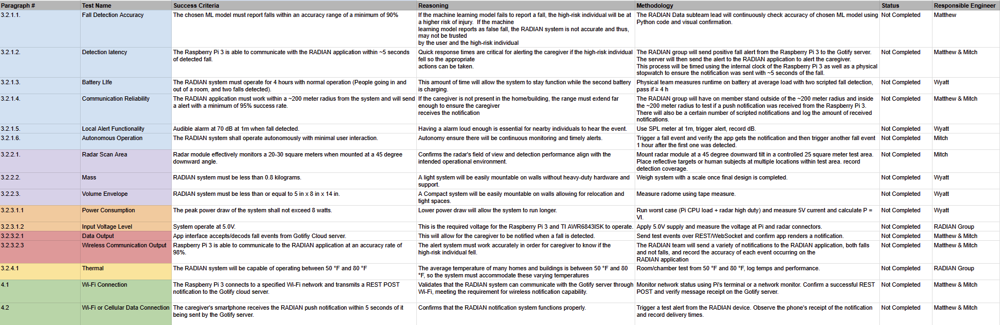 Paragraph # Test Name Success Criteria Reasoning Methodology Status Responsible Engineer
3.2.1.1. Fall Detection Accuracy The chosen ML model must report falls within an accuracy range of a minimum of 90% If the machine learning model fails to report a fall, the high-risk individual will be at The RADIAN Data subteam lead will continuously check accuracy of chosen ML model using Not Completed Matthew
a higher risk of injury. If the machine Python code and visual confirmation.
learning model reports as false fall, the RADIAN system is not accurate and thus,
may not be trusted
by the user and the high-risk individual
3.2.1.2. Detection latency The Raspberry Pi 3 is able to communicate with the RADIAN application within ~5 seconds Quick response times are critical for alerting the caregiver if the high-risk individual The RADIAN group will send positive fall alert from the Raspberry Pi 3 to the Gotify server. Not Completed Matthew & Mitch
of detected fall. fell so the appropriate The server will then send the alert to the RADIAN application to alert the caregiver.
actions can be taken. This process will be timed using the internal clock of the Raspberry Pi 3 as well as a physical
stopwatch to ensure the notification was sent with ~5 seconds of the fall.
3.2.1.3. Battery LIfe The RADIAN system must operate for 4 hours with normal operation (People going in and This amount of time will allow the system to stay function while the second battery Physical team measures runtime on battery at average load with two scripted fall detection, Not Completed Wyatt
out of a room, and two falls detected). is charging. pass if ≥ 4 h
3.2.1.4. Communication Reliability The RADIAN application must work within a ~200 meter radius from the system and will send If the caregiver is not present in the home/building, the range must extend far The RADIAN group will have on member stand outside of the ~200 meter radius and inside Not Completed Matthew & Mitch
a alert with a minimum of 95% success rate. enough to ensure the caregiver the ~200 meter radius to test if a push notification was received from the Raspberry Pi 3.
receives the notification There will also be a certain number of scripted notifications and log the amount of received
notifications.
3.2.1.5. Local Alert Functionality Audible alarm at 70 dB at 1m when fall detected. Having a alarm loud enough is essential for nearby individuals to hear the event. Use SPL meter at 1m, trigger alert, record dB. Not Completed Wyatt
3.2.1.6. Autonomous Operation The RADIAN system shall operate autonomously with minimal user interaction. Autonomy ensure there will be continuous monitoring and timely alerts. Trigger a fall event and verify the app gets the notification and then trigger another fall event Not Completed Mitch
1 hour after the first one was detected.
3.2.2.1. Radar Scan Area Radar module effectively monitors a 20-30 square meters when mounted at a 45 degree Confirms the radar's field of view and detection performance align with the Mount radar module at a 45 degree downward tilt in a controlled 25 square meter test area. Not Completed Mitch
downward angle. intended operational environment. Place reflective targets or human subjects at multiple locations within test area. record
detection coverage.
3.2.2.2. Mass RADIAN system must be less than 0.8 kilograms. A light system will be easily mountable on walls without heavy-duty hardware and Weigh system with a scale once final design is completed. Not Completed Wyatt
support.
3.2.2.3. Volume Envelope RADIAN system must be less than or equal to 5 in x 8 in x 14 in. A Compact system will be easily mountable on walls allowing for relocation and Measure radome using tape measure. Not Completed Wyatt
tight spaces.
3.2.3.1.1 Power Consumption The peak power draw of the system shall not exceed 8 watts. Lower power draw will allow the system to run longer. Run worst case (Pi CPU load + radar high duty) and measure 5V current and calculate P = Not Completed Wyatt
VI.
3.2.3.1.2 Input Voltage Level System operate at 5.0V. This is the required voltage for the Raspberry Pi 3 and TI AWR6843ISK to operate. Apply 5.0V supply and measure the voltage at Pi and radar connectors. Not Completed RADIAN Group
3.2.3.2.1 Data Output App interface accepts/decods fall events from Gotifiy Cloud server. This will allow for the caregiver to be notified when a fall is detected. Send test events over REST/WebSocket and confirm app renders a notification. Not Completed Matthew & Mitch
3.2.3.2.3 Wireless Communication Output Raspberry Pi 3 is able to communicate to the RADIAN application at an accuracy rate of The alert system must work accurately in order for caregiver to know if the The RADIAN team will send a variety of notifications to the RADIAN application, both falls Not Completed Matthew & Mitch
98%. high-risk individual fell. and not falls, and record the accuracy of each event occurring on the
RADIAN application
3.2.4.1 Thermal The RADIAN system will be capable of operating between 50 °F and 80 °F The average temperature of many homes and buildings is between 50 °F and 80 Room/chamber test from 50 °F and 80 °F, log temps and performance. Not Completed RADIAN Group
°F, so the system must accommodate these varying temperatures
4.1 Wi-Fi Connection The Raspberry Pi 3 connects to a specified Wi-Fi network and transmits a REST POST Validates that the RADIAN system can communicate with the Gotify server through Monitor network status using Pi's terminal or a network monitor. Confirm a successful REST Not Completed Matthew & Mitch
notification to the Gotify cloud server. Wi-Fi, meeting the requirement for wireless notification capability. POST and verify message receipt on the Gotify server.
4.2 Wi-Fi or Cellular Data Connection The caregiver's smartphone receives the RADIAN push notification within 5 seconds of it Confirms that the RADIAN notification system functions properly. Trigger a test alert from the RADIAN device. Observe the phone's receipt of the notification Not Completed Matthew & Mitch
being sent by the Gotify server. and record delivery times.